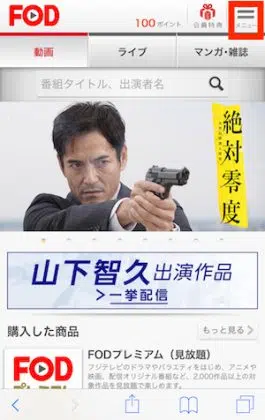 FOD
100ポイント
会員特典
メニュー
動画
ライブ
マンガ・雑誌
番組タイトル、出演者名
絶対零度
山下智久出演作品
>一挙配信
購入した商品
もっと見る>
FOD
FODプレミアム（見放題）
フジテレビのドラマやバラエティをはじめ、アニメや
映画、配信オリジナル番組など、2,000作品以上の対
象作品を見放題で楽しめます。